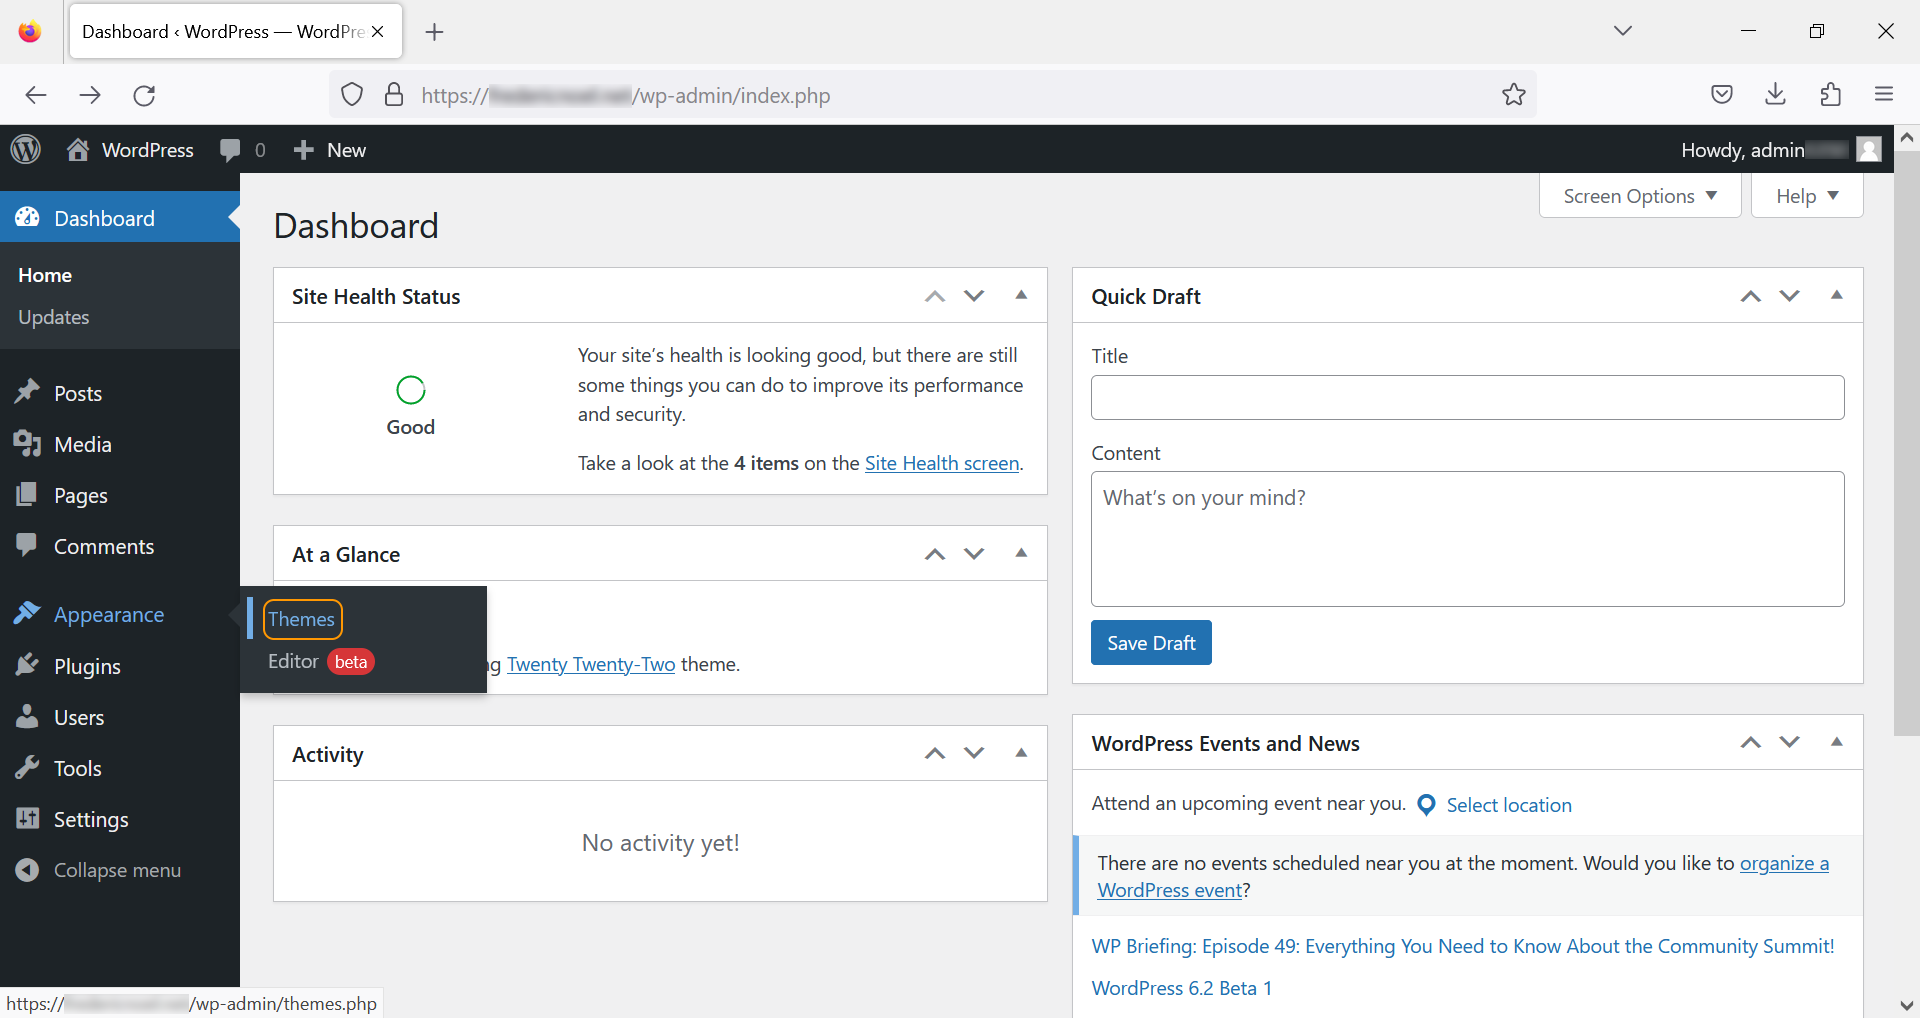 Dashboard ‹ WordPress — WordPre
https:// /wp-admin/index.php
WordPress 0 New
Howdy, admin
Screen Options Help
Dashboard
Home
Updates
Posts
Media
Pages
Comments
Appearance
Plugins
Users
Tools
Settings
Collapse menu
Themes
Editor beta
Dashboard
Site Health Status
Good
Your site’s health is looking good, but there are still
some things you can do to improve its performance
and security.
Take a look at the 4 items on the Site Health screen.
At a Glance
g Twenty Twenty-Two theme.
Activity
No activity yet!
Quick Draft
Title
Content
What’s on your mind?
Save Draft
WordPress Events and News
Attend an upcoming event near you. Select location
There are no events scheduled near you at the moment. Would you like to organize a
WordPress event?
WP Briefing: Episode 49: Everything You Need to Know About the Community Summit!
WordPress 6.2 Beta 1
https:// /wp-admin/themes.php